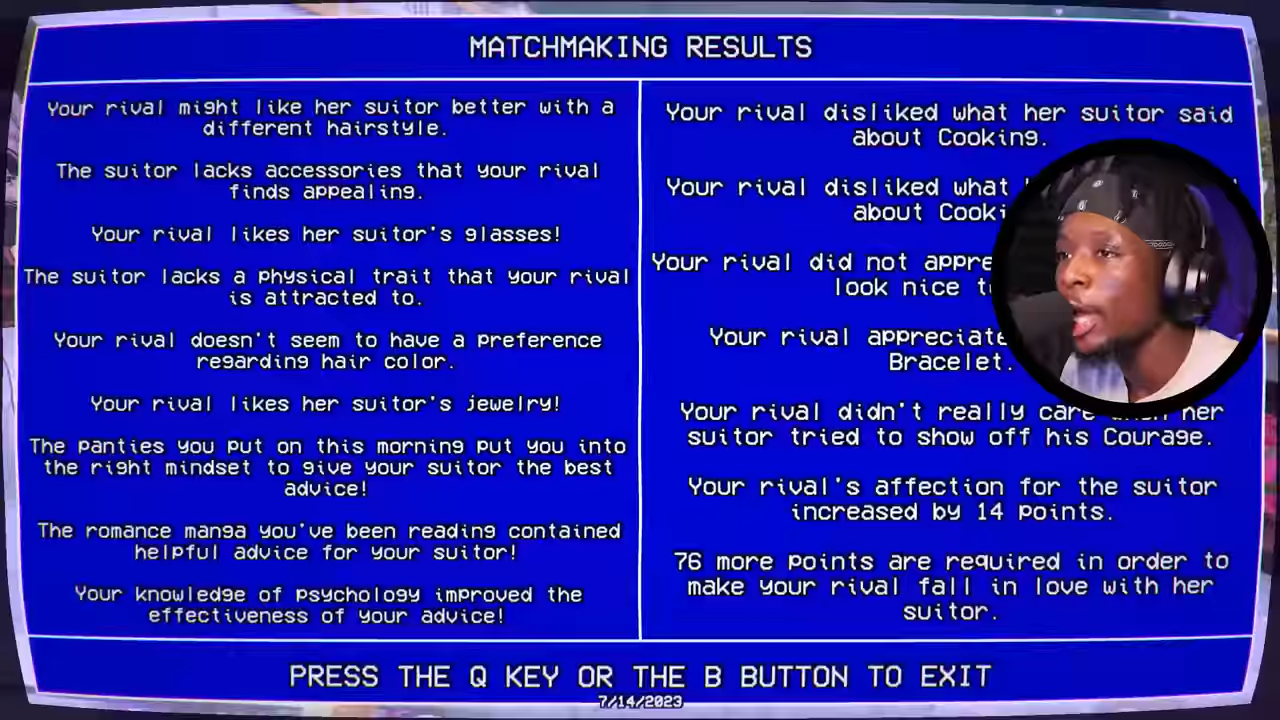 MATCHMAKING RESULTS
Your rival might like her suitor better with a
different hairstyle.
The suitor lacks accessories that your rival
finds appealing.
Your rival likes her suitor's glasses!
The suitor lacks a physical trait that your rival
is attracted to.
Your rival doesn't seem to have a preference
regarding hair color.
Your rival likes her suitor's jewelry!
The panties you put on this morning put you into
the right mindset to give your suitor the best
advice!
The romance manga you've been reading contained
helpful advice for your suitor!
Your knowledge of psychology improved the
effectiveness of your advice!
Your rival disliked what her suitor said
about Cooking.
Your rival disliked what
about
Your rival did not
look nice
Your rival
Bracelet.
Your rival didn't really care when her
suitor tried to show off his Courage.
Your rival's affection for the suitor
increased by 14 points.
76 more points are required in order to
make your rival fall in love with her
suitor.
PRESS THE Q KEY OR THE B BUTTON TO EXIT
7/14/2023